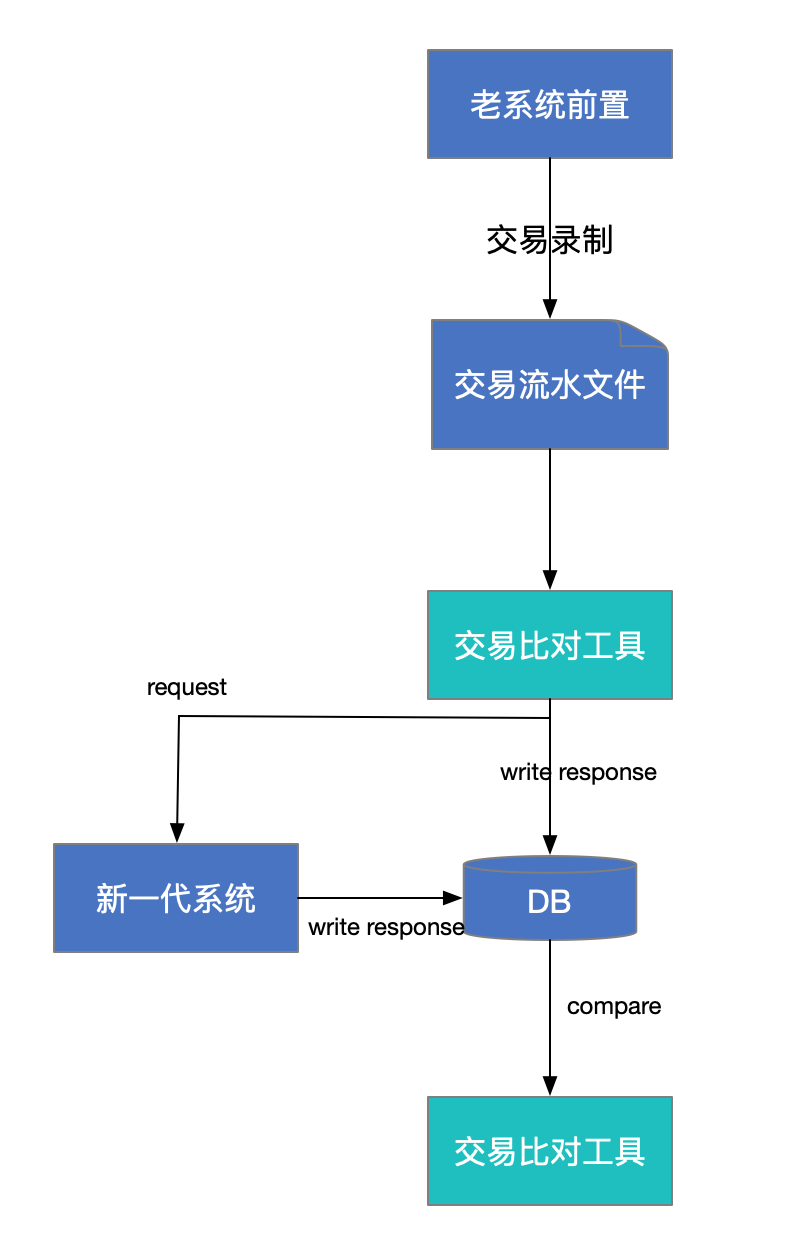 老系统前置
交易录制
交易流水文件
交易比对工具
request
write response
新一代系统
DB
write response
compare
交易比对工具